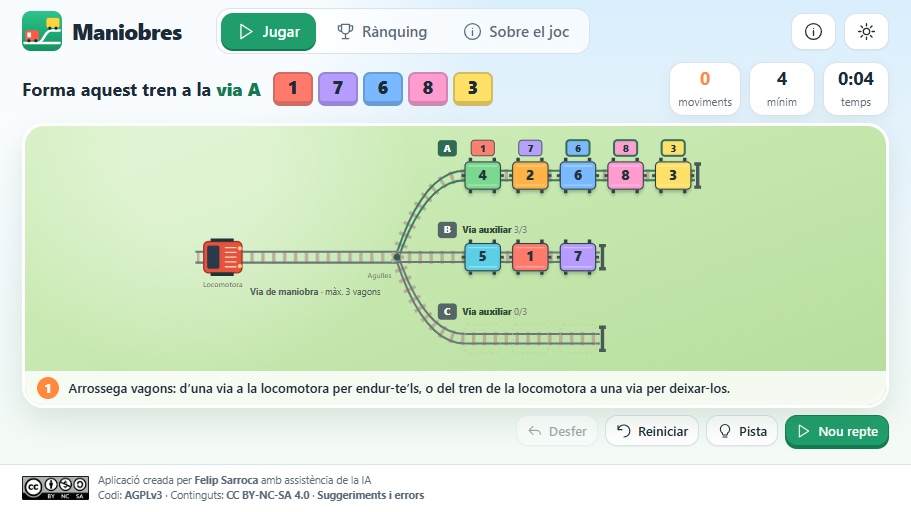 Maniobres
Jugar
Rànquing
Sobre el joc
Forma aquest tren a la via A
1 7 6 8 3
0 moviments
4 mínim
0:04 temps
A
1 7 6 8 3
4 2 6 8 3
B Via auxiliar 3/3
5 1 7
Locomotora
Agulles
Via de maniobra · màx. 3 vagons
C Via auxiliar 0/3
1 Arrossega vagons: d’una via a la locomotora per endur-te’ls, o del tren de la locomotora a una via per deixar-los.
Desfer
Reiniciar
Pista
Nou repte
cc BY NC SA
Aplicació creada per Felip Sarroca amb assistència de la IA
Codi: AGPLv3 · Continguts: CC BY-NC-SA 4.0 · Suggeriments i errors